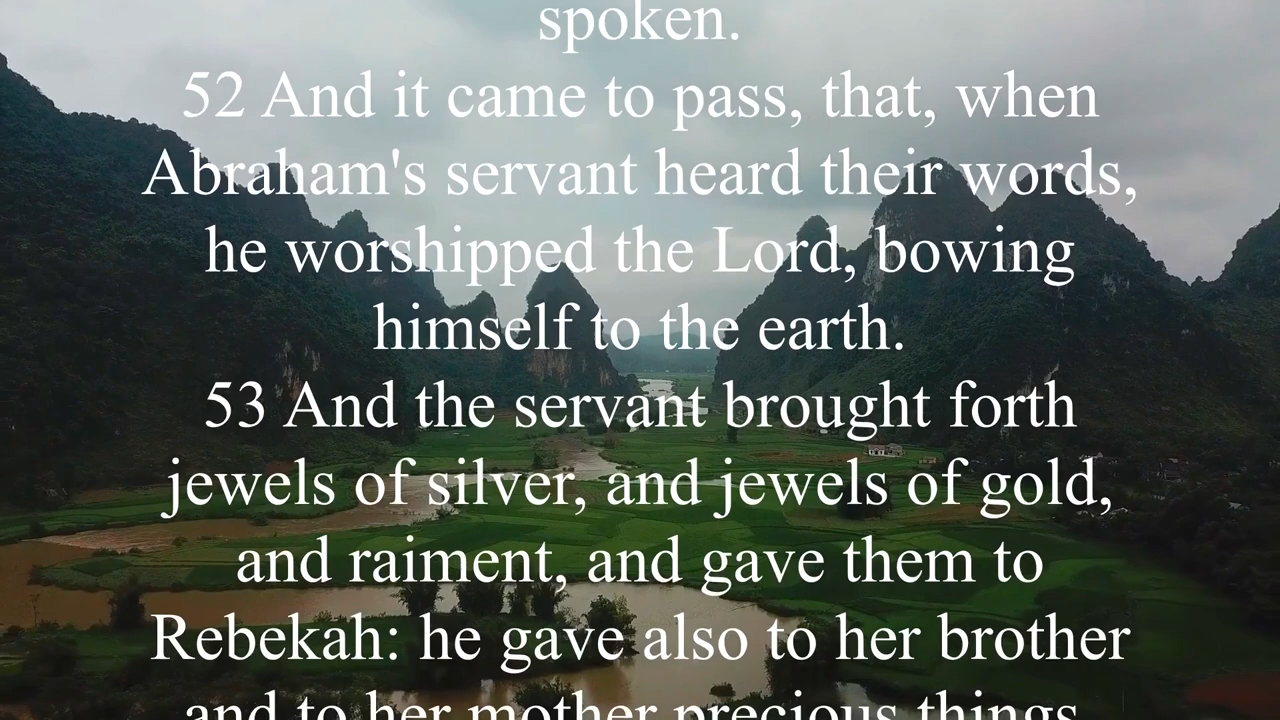 spoken.
52 And it came to pass, that, when
Abraham's servant heard their words,
he worshipped the Lord, bowing
himself to the earth.
53 And the servant brought forth
jewels of silver, and jewels of gold,
and raiment, and gave them to
Rebekah: he gave also to her brother
and to her mother precious things.